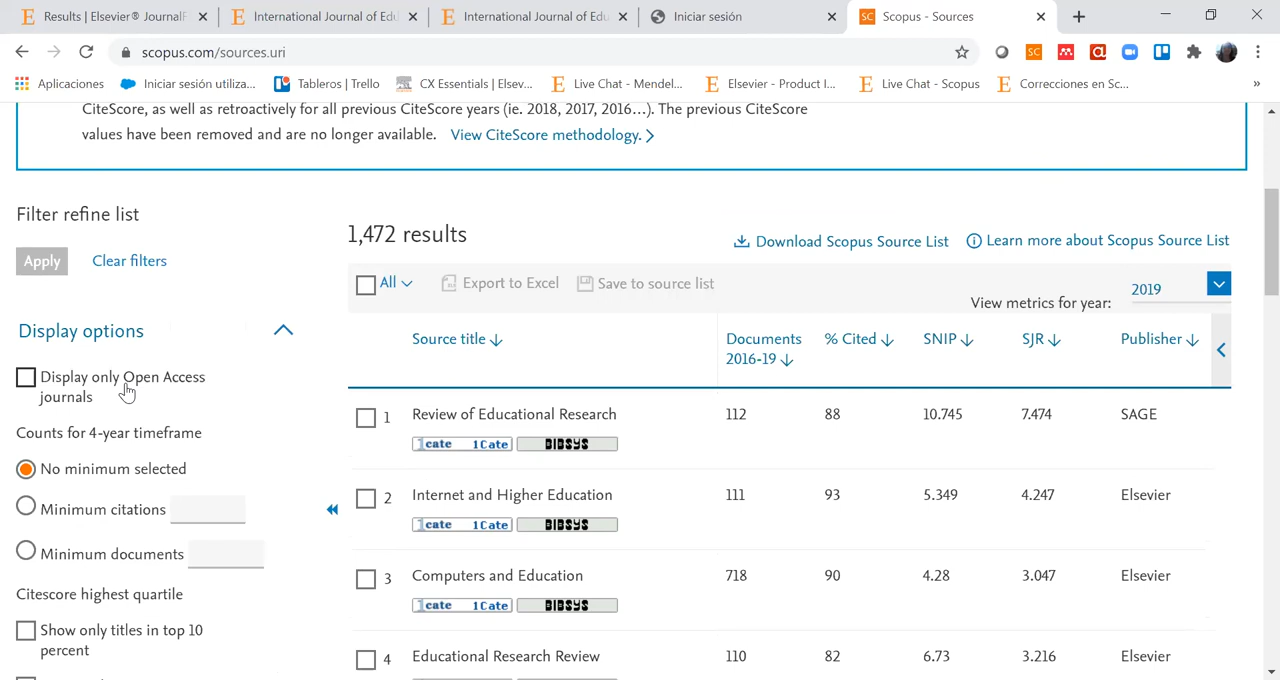 Results | Elsevier® JournalF
International Journal of Edu
International Journal of Edu
Iniciar sesión
Scopus - Sources
scopus.com/sources.uri
Aplicaciones
Iniciar sesión utiliza...
Tableros | Trello
CX Essentials | Elsev...
Live Chat - Mendel...
Elsevier - Product I...
Live Chat - Scopus
Correcciones en Sc...
CiteScore, as well as retroactively for all previous CiteScore years (ie. 2018, 2017, 2016...). The previous CiteScore
values have been removed and are no longer available. View CiteScore methodology.
Filter refine list
Apply Clear filters
Display options
Display only Open Access
journals
Counts for 4-year timeframe
No minimum selected
Minimum citations
Minimum documents
Citescore highest quartile
Show only titles in top 10
percent
1,472 results
Download Scopus Source List
Learn more about Scopus Source List
All Export to Excel Save to source list
View metrics for year: 2019
Source title Documents 2016-19 % Cited SNIP SJR Publisher
1 Review of Educational Research 112 88 10.745 7.474 SAGE
1cate 1Cate BIBSYS
2 Internet and Higher Education 111 93 5.349 4.247 Elsevier
1cate 1Cate BIBSYS
3 Computers and Education 718 90 4.28 3.047 Elsevier
1cate 1Cate BIBSYS
4 Educational Research Review 110 82 6.73 3.216 Elsevier